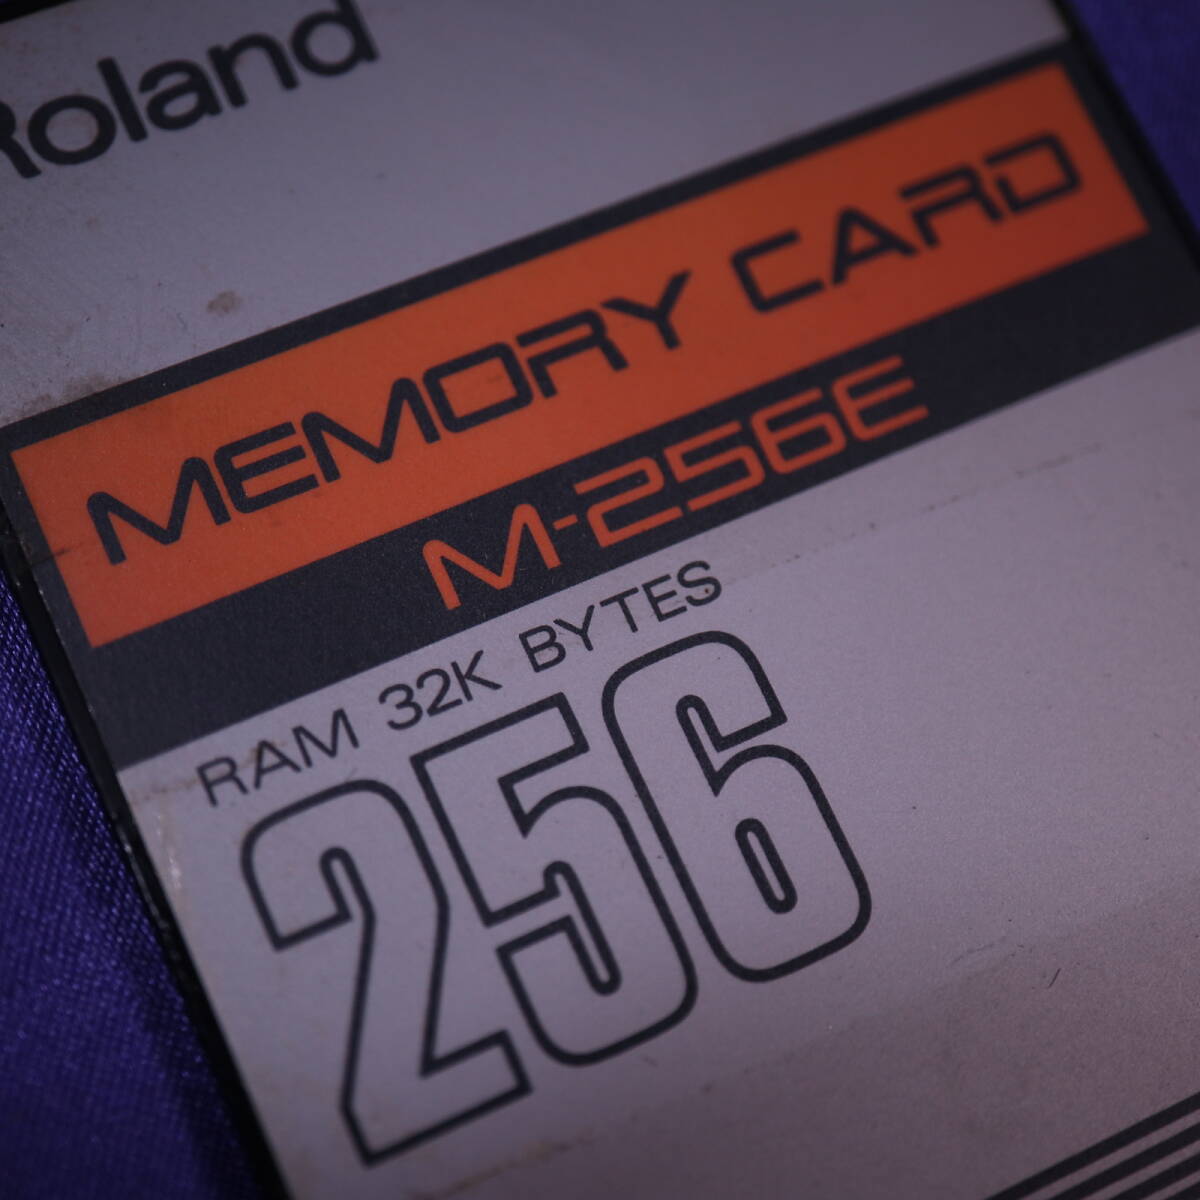 Roland
MEMORY CARD
M-256E
RAM 32K BYTES
256